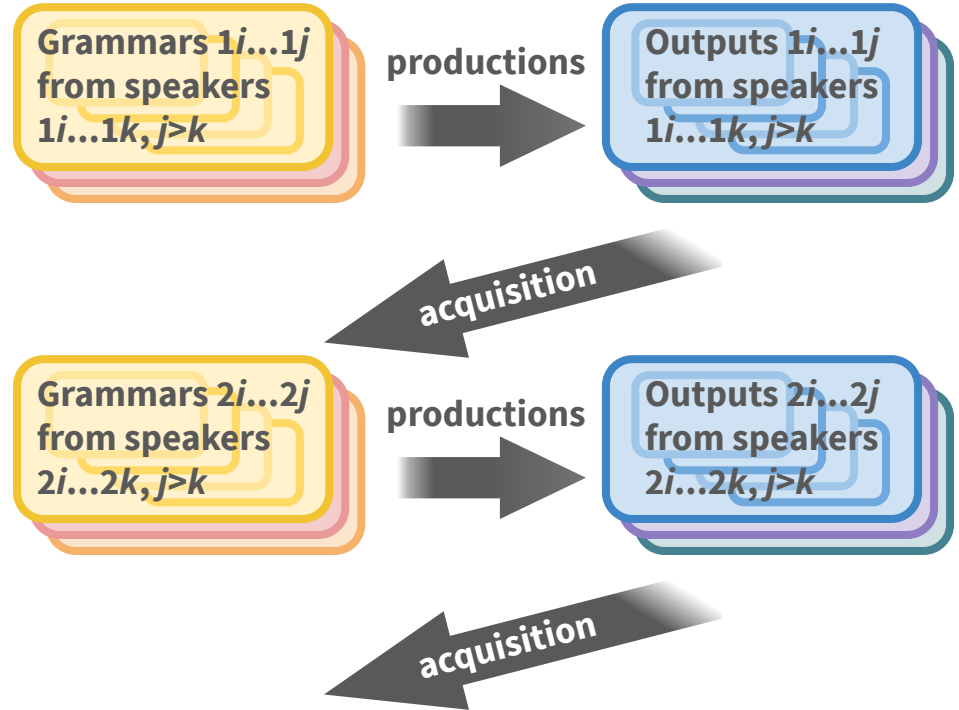 Grammars 1i...1j
from speakers
1i...1k, j>k
productions
Outputs 1i...1j
from speakers
1i...1k, j>k
acquisition
Grammars 2i...2j
from speakers
2i...2k, j>k
productions
Outputs 2i...2j
from speakers
2i...2k, j>k
acquisition